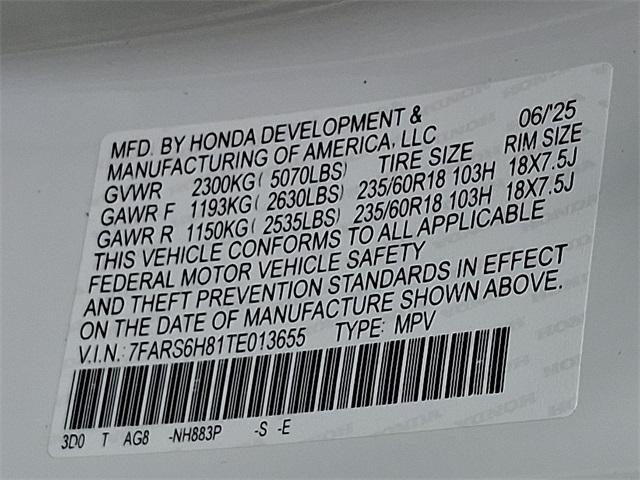 MFD. BY HONDA DEVELOPMENT & 06/'25
MANUFACTURING OF AMERICA, LLC
GVWR 2300KG( 5070LBS) TIRE SIZE RIM SIZE
GAWR F 1193KG( 2630LBS) 235/60R18 103H 18X7.5J
GAWR R 1150KG( 2535LBS) 235/60R18 103H 18X7.5J
THIS VEHICLE CONFORMS TO ALL APPLICABLE
FEDERAL MOTOR VEHICLE SAFETY
AND THEFT PREVENTION STANDARDS IN EFFECT
ON THE DATE OF MANUFACTURE SHOWN ABOVE.
V.I.N.: 7FARS6H81TE013655 TYPE: MPV
3D0 T AG8 -NH883P -S -E